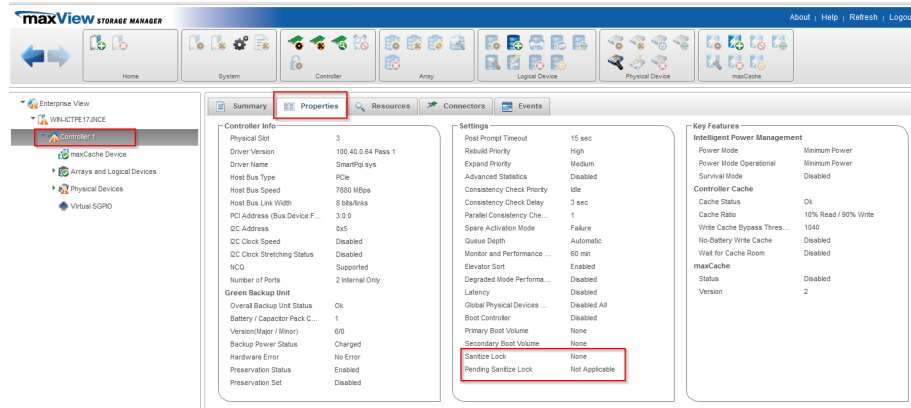 maxView STORAGE MANAGER
About | Help | Refresh | Logou
Home
System
Controller
Array
Logical Device
Physical Device
maxCache
Enterprise View
WIN-ICTPE17JNCE
Controller 1
maxCache Device
Arrays and Logical Devices
Physical Devices
Virtual SGPIO
Summary
Properties
Resources
Connectors
Events
Controller Info
Physical Slot 3
Driver Version 100.40.0.64 Pass 1
Driver Name SmartPqi.sys
Host Bus Type PCIe
Host Bus Speed 7880 MBps
Host Bus Link Width 8 bits/links
PCI Address (Bus:Device:F... 3:0:0
I2C Address 0x5
I2C Clock Speed Disabled
I2C Clock Stretching Status Disabled
NCQ Supported
Number of Ports 2 Internal Only
Green Backup Unit
Overall Backup Unit Status Ok
Battery / Capacitor Pack C... 1
Version(Major / Minor) 6/0
Backup Power Status Charged
Hardware Error No Error
Preservation Status Enabled
Preservation Set Disabled
Settings
Post Prompt Timeout 15 sec
Rebuild Priority High
Expand Priority Medium
Advanced Statistics Disabled
Consistency Check Priority Idle
Consistency Check Delay 3 sec
Parallel Consistency Che... 1
Spare Activation Mode Failure
Queue Depth Automatic
Monitor and Performance ... 60 min
Elevator Sort Enabled
Degraded Mode Performa... Disabled
Latency Disabled
Global Physical Devices ... Disabled All
Boot Controller Disabled
Primary Boot Volume None
Secondary Boot Volume None
Sanitize Lock None
Pending Sanitize Lock Not Applicable
Key Features
Intelligent Power Management
Power Mode Minimum Power
Power Mode Operational Minimum Power
Survival Mode Disabled
Controller Cache
Cache Status Ok
Cache Ratio 10% Read / 90% Write
Write Cache Bypass Thres... 1040
No-Battery Write Cache Disabled
Wait for Cache Room Disabled
maxCache
Status Disabled
Version 2